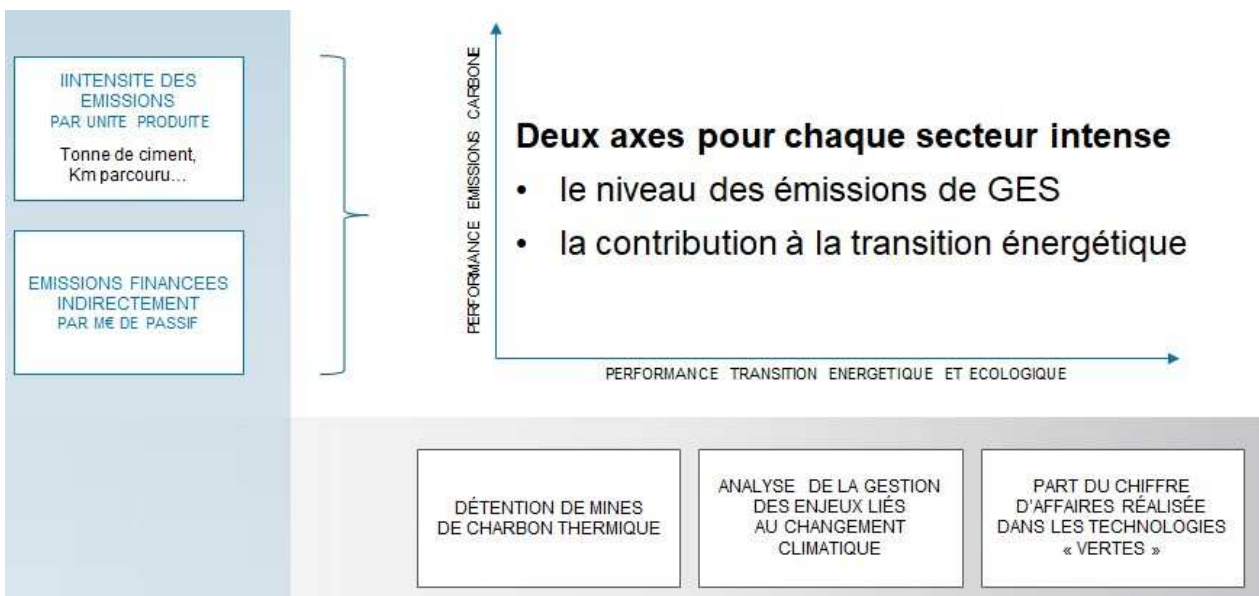 IINTENSITE DES
EMISSIONS
PAR UNITE PRODUITE
Tonne de ciment,
Km parcouru…
EMISSIONS FINANCEES
INDIRECTEMENT
PAR M€ DE PASSIF
PERFORMANCE EMISSIONS CARBONE
Deux axes pour chaque secteur intense
• le niveau des émissions de GES
• la contribution à la transition énergétique
PERFORMANCE TRANSITION ENERGETIQUE ET ECOLOGIQUE
DÉTENTION DE MINES
DE CHARBON THERMIQUE
ANALYSE DE LA GESTION
DES ENJEUX LIÉS
AU CHANGEMENT
CLIMATIQUE
PART DU CHIFFRE
D'AFFAIRES RÉALISÉE
DANS LES TECHNOLOGIES
« VERTES »